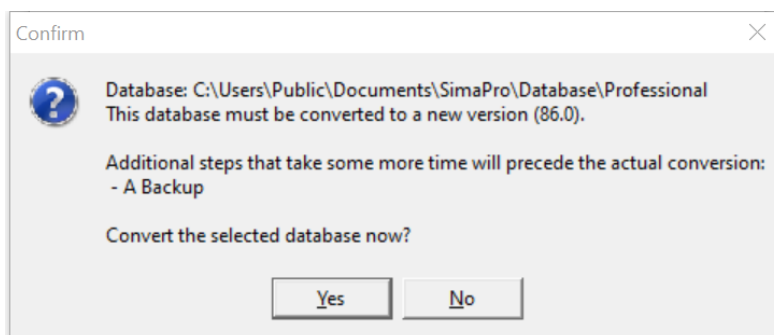 Confirm
Database: C:\Users\Public\Documents\SimaPro\Database\Professional
This database must be converted to a new version (86.0).
Additional steps that take some more time will precede the actual conversion:
- A Backup
Convert the selected database now?
Yes
No